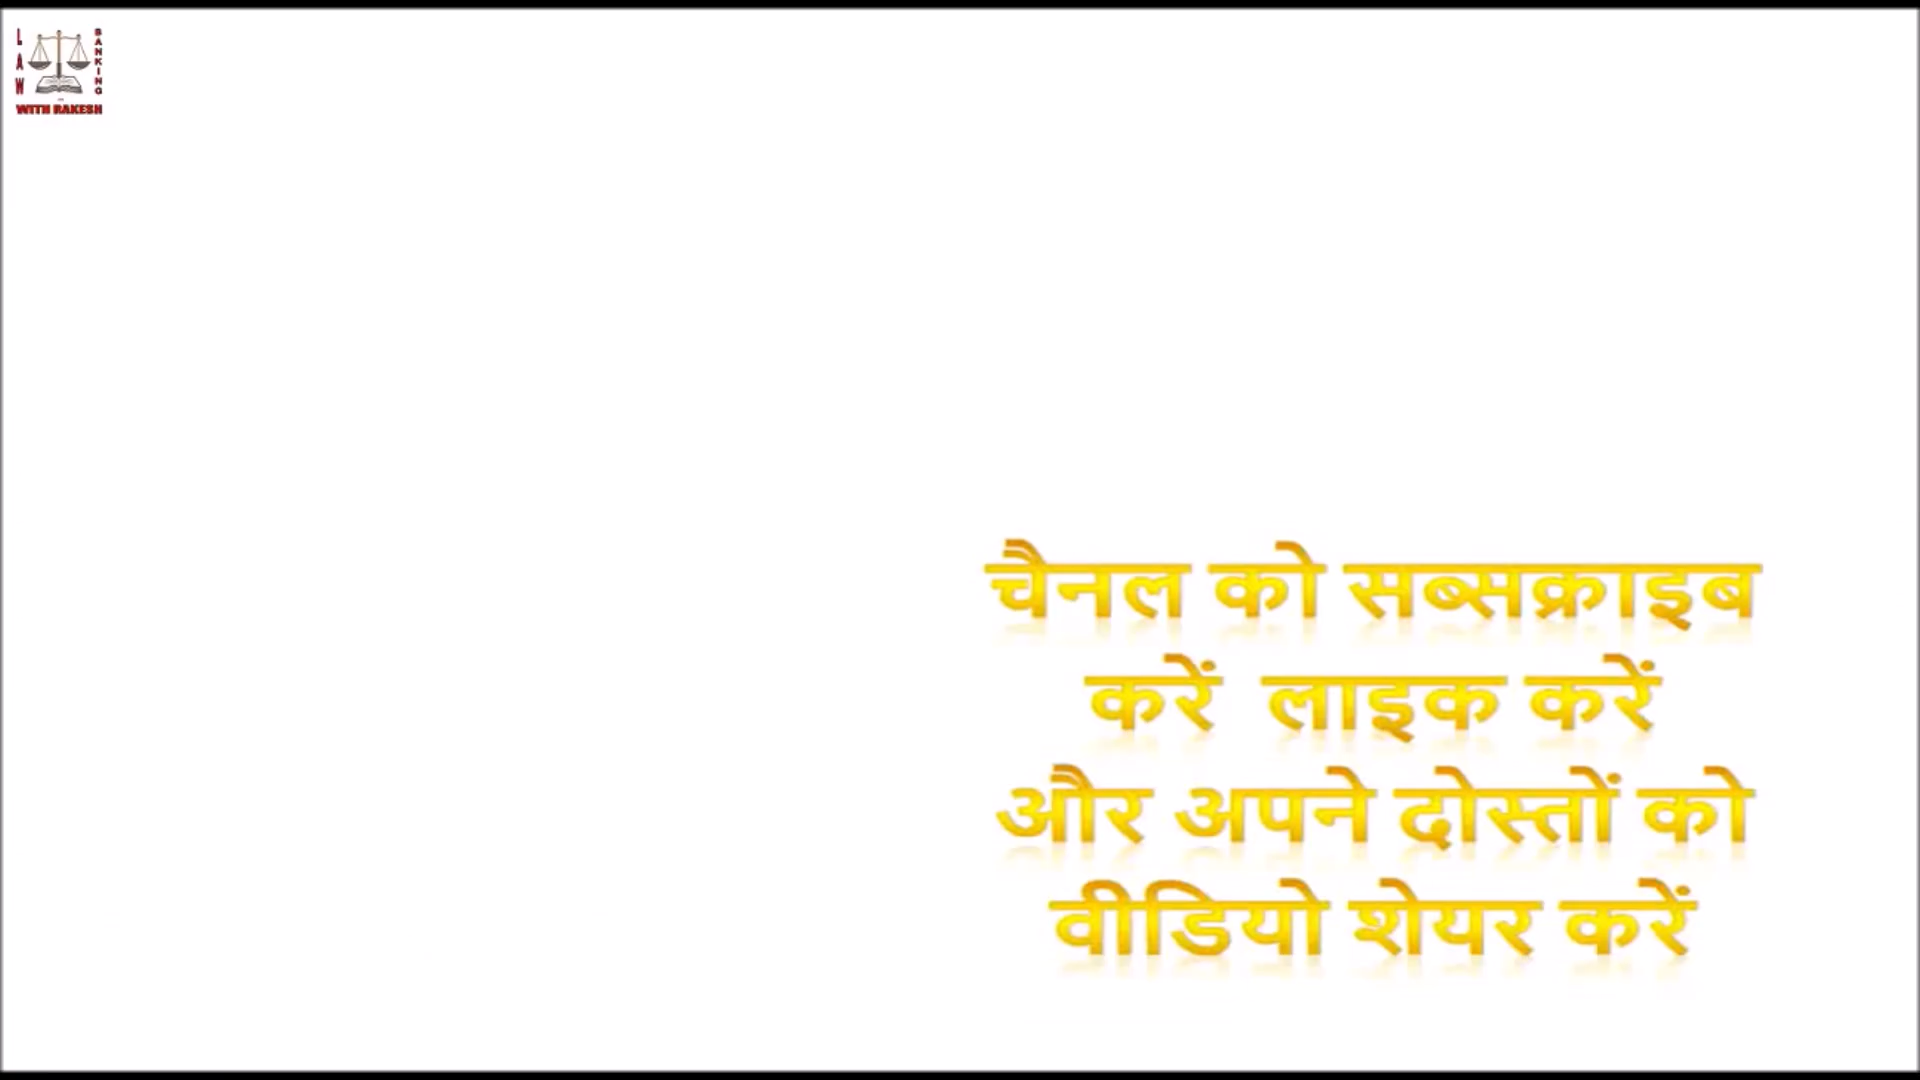 LAW
BANKING
WITH RAKESH
चैनल को सब्सक्राइब
करें लाइक करें
और अपने दोस्तों को
वीडियो शेयर करें